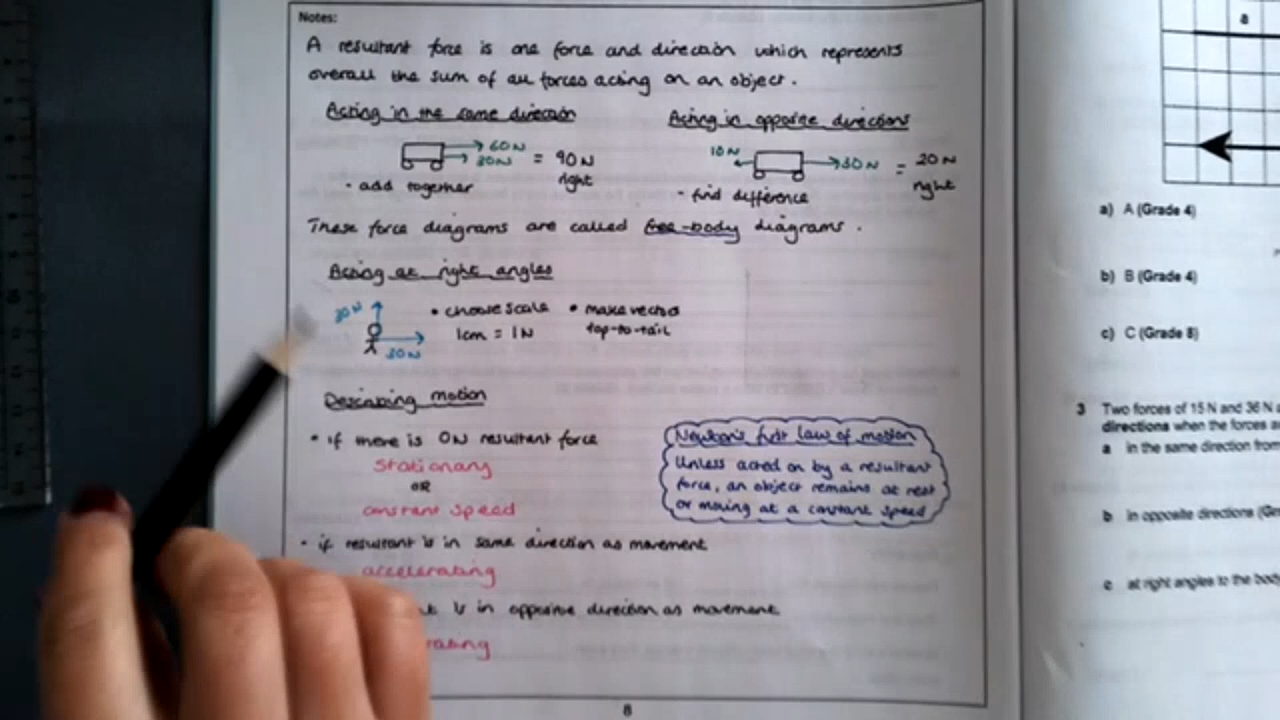 Notes:
A resultant force is one force and direction which represents
overall the sum of all forces acting on an object.
Acting in the same direction
60N
30N
= 90N
right
- add together
Acting in opposite directions
10N
30N
= 20N
right
- find difference
These force diagrams are called free-body diagrams.
Acting at right angles
30N
30N
• choose scale
1cm = 1N
• make vectors
top-to-tail
Describing motion
• if there is 0N resultant force
stationary
OR
constant speed
• if resultant is in same direction as movement
accelerating
is in opposite direction as movement
rating
Newton's first law of motion
Unless acted on by a resultant
force, an object remains at rest
or moving at a constant speed
8
a
a) A (Grade 4)
b) B (Grade 4)
c) C (Grade 8)
3 Two forces of 15 N and 36 N
directions when the forces
a in the same direction from
b in opposite directions
c at right angles to the body